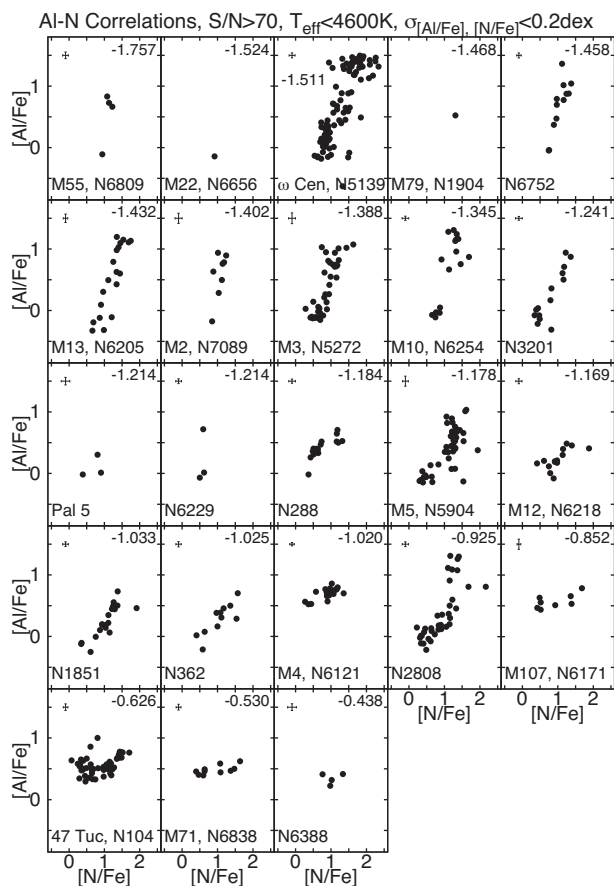 Al-N Correlations, S/N>70, T_eff<4600K, σ_[Al/Fe], [N/Fe]<0.2dex
[Al/Fe]
1
0
-1.757
M55, N6809
-1.524
M22, N6656
-1.511
ω Cen, N5139
-1.468
M79, N1904
-1.458
N6752
[Al/Fe]
1
0
-1.432
M13, N6205
-1.402
M2, N7089
-1.388
M3, N5272
-1.345
M10, N6254
-1.241
N3201
[Al/Fe]
1
0
-1.214
Pal 5
-1.214
N6229
-1.184
N288
-1.178
M5, N5904
-1.169
M12, N6218
[Al/Fe]
1
0
-1.033
N1851
-1.025
N362
-1.020
M4, N6121
-0.925
N2808
-0.852
M107, N6171
0 1 2
[N/Fe]
0 1 2
[N/Fe]
[Al/Fe]
1
0
-0.626
47 Tuc, N104
-0.530
M71, N6838
-0.438
N6388
0 1 2
[N/Fe]
0 1 2
[N/Fe]
0 1 2
[N/Fe]